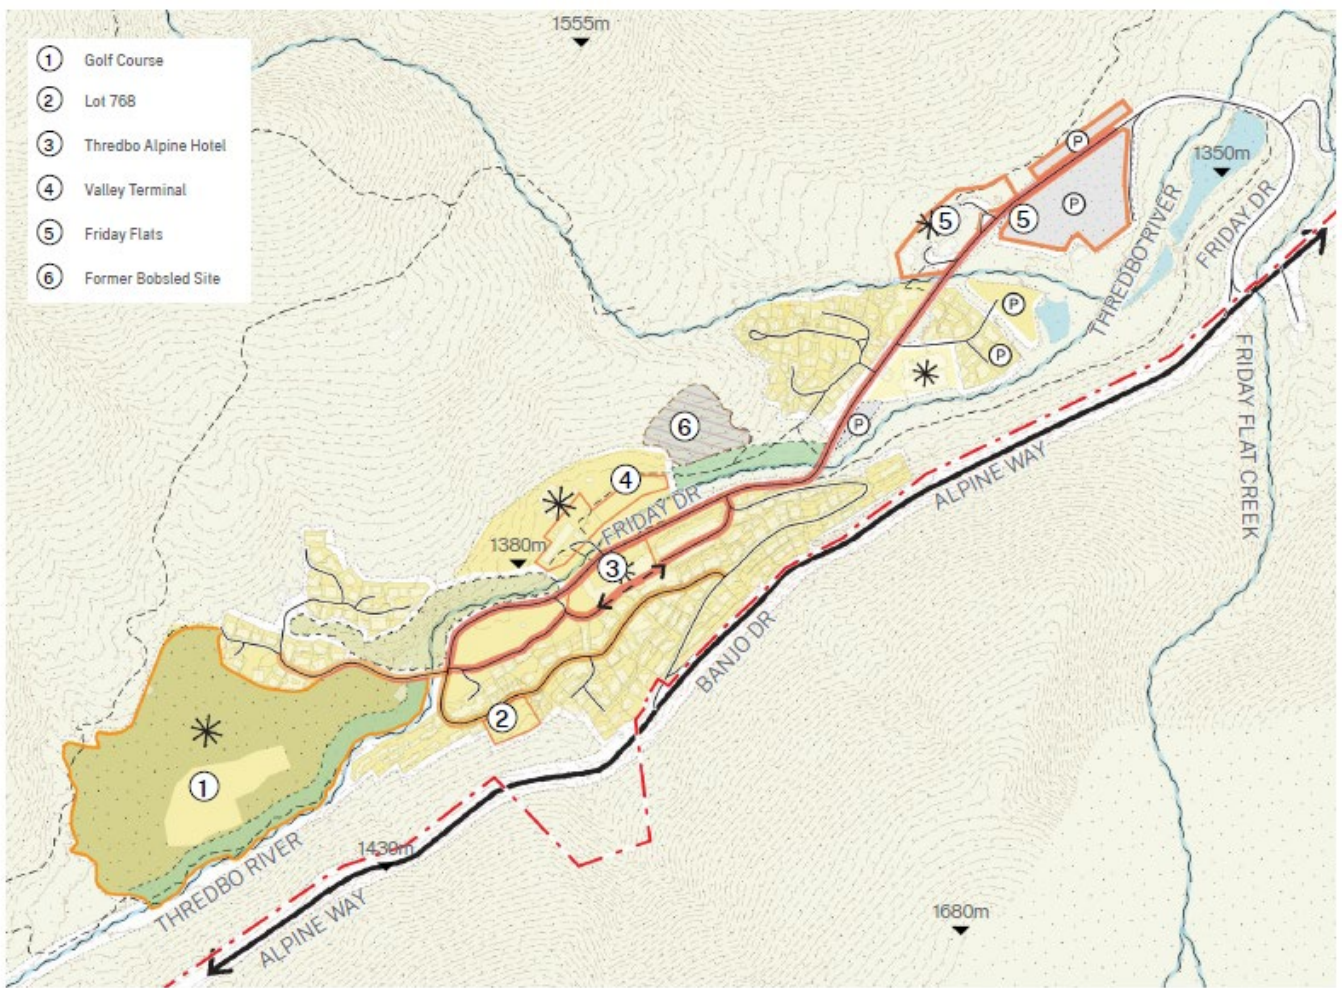 1 Golf Course
2 Lot 768
3 Thredbo Alpine Hotel
4 Valley Terminal
5 Friday Flats
6 Former Bobsled Site
1555m
P
1350m
P
5
5
THREDBO RIVER
FRIDAY DR
P
P
P
6
FRIDAY FLAT CREEK
4
FRIDAY DR
ALPINE WAY
1380m
3
BANJO DR
2
1
1430m
THREDBO RIVER
ALPINE WAY
1680m